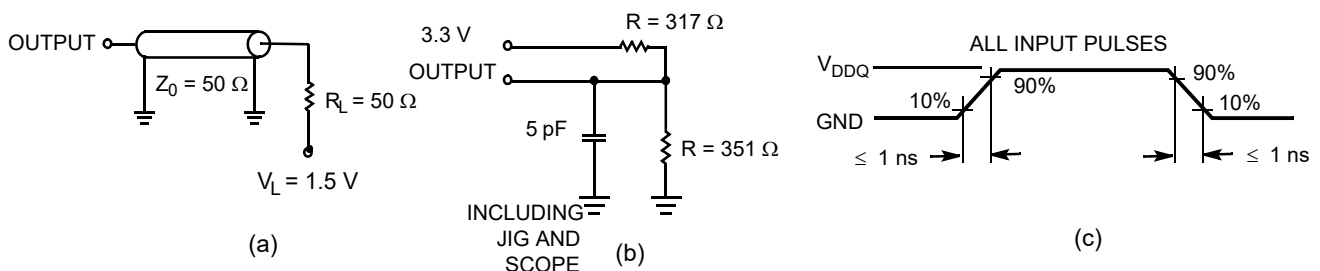 OUTPUT
Z0 = 50 Ω
RL = 50 Ω
VL = 1.5 V
(a)
R = 317 Ω
3.3 V
OUTPUT
5 pF
R = 351 Ω
INCLUDING
JIG AND
SCOPE
(b)
ALL INPUT PULSES
VDDQ
GND
10%
90%
90%
10%
≤ 1 ns
≤ 1 ns
(c)